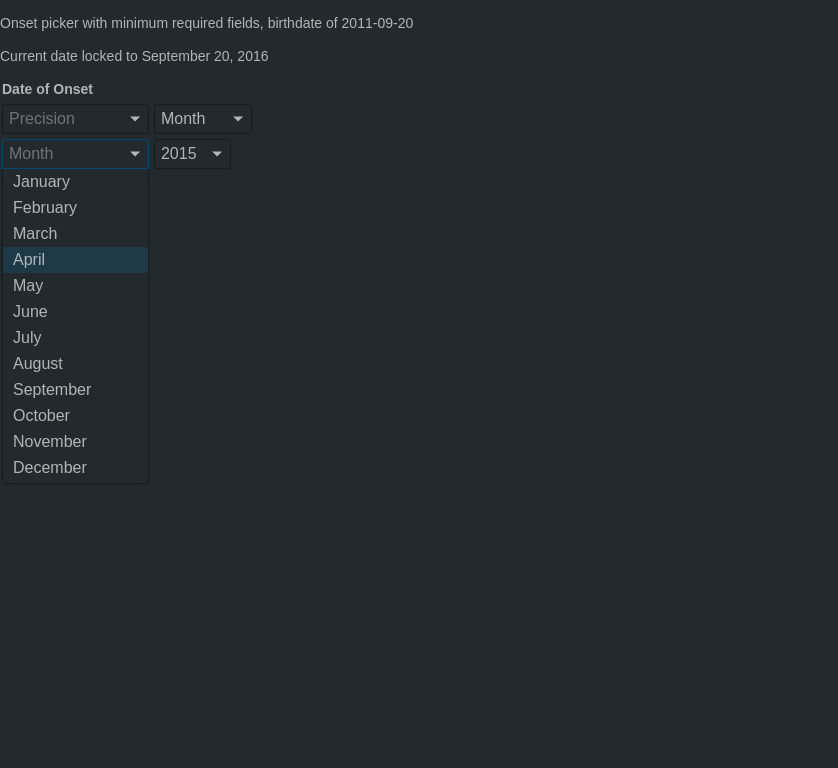 Onset picker with minimum required fields, birthdate of 2011-09-20
Current date locked to September 20, 2016
Date of Onset
Precision Month
Month 2015
January
February
March
April
May
June
July
August
September
October
November
December